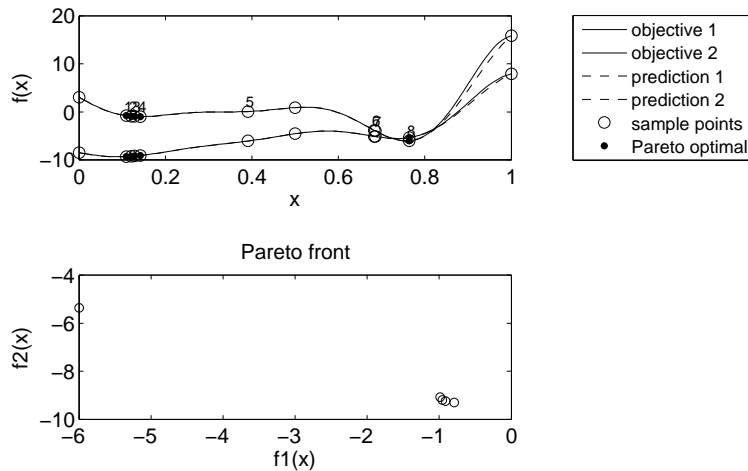 20
10
0
−10
f(x)
0
0.2
0.4
0.6
0.8
1
x
5
8
objective 1
objective 2
prediction 1
prediction 2
sample points
Pareto optimal
Pareto front
−4
−6
−8
−10
f2(x)
−6
−5
−4
−3
−2
−1
0
f1(x)